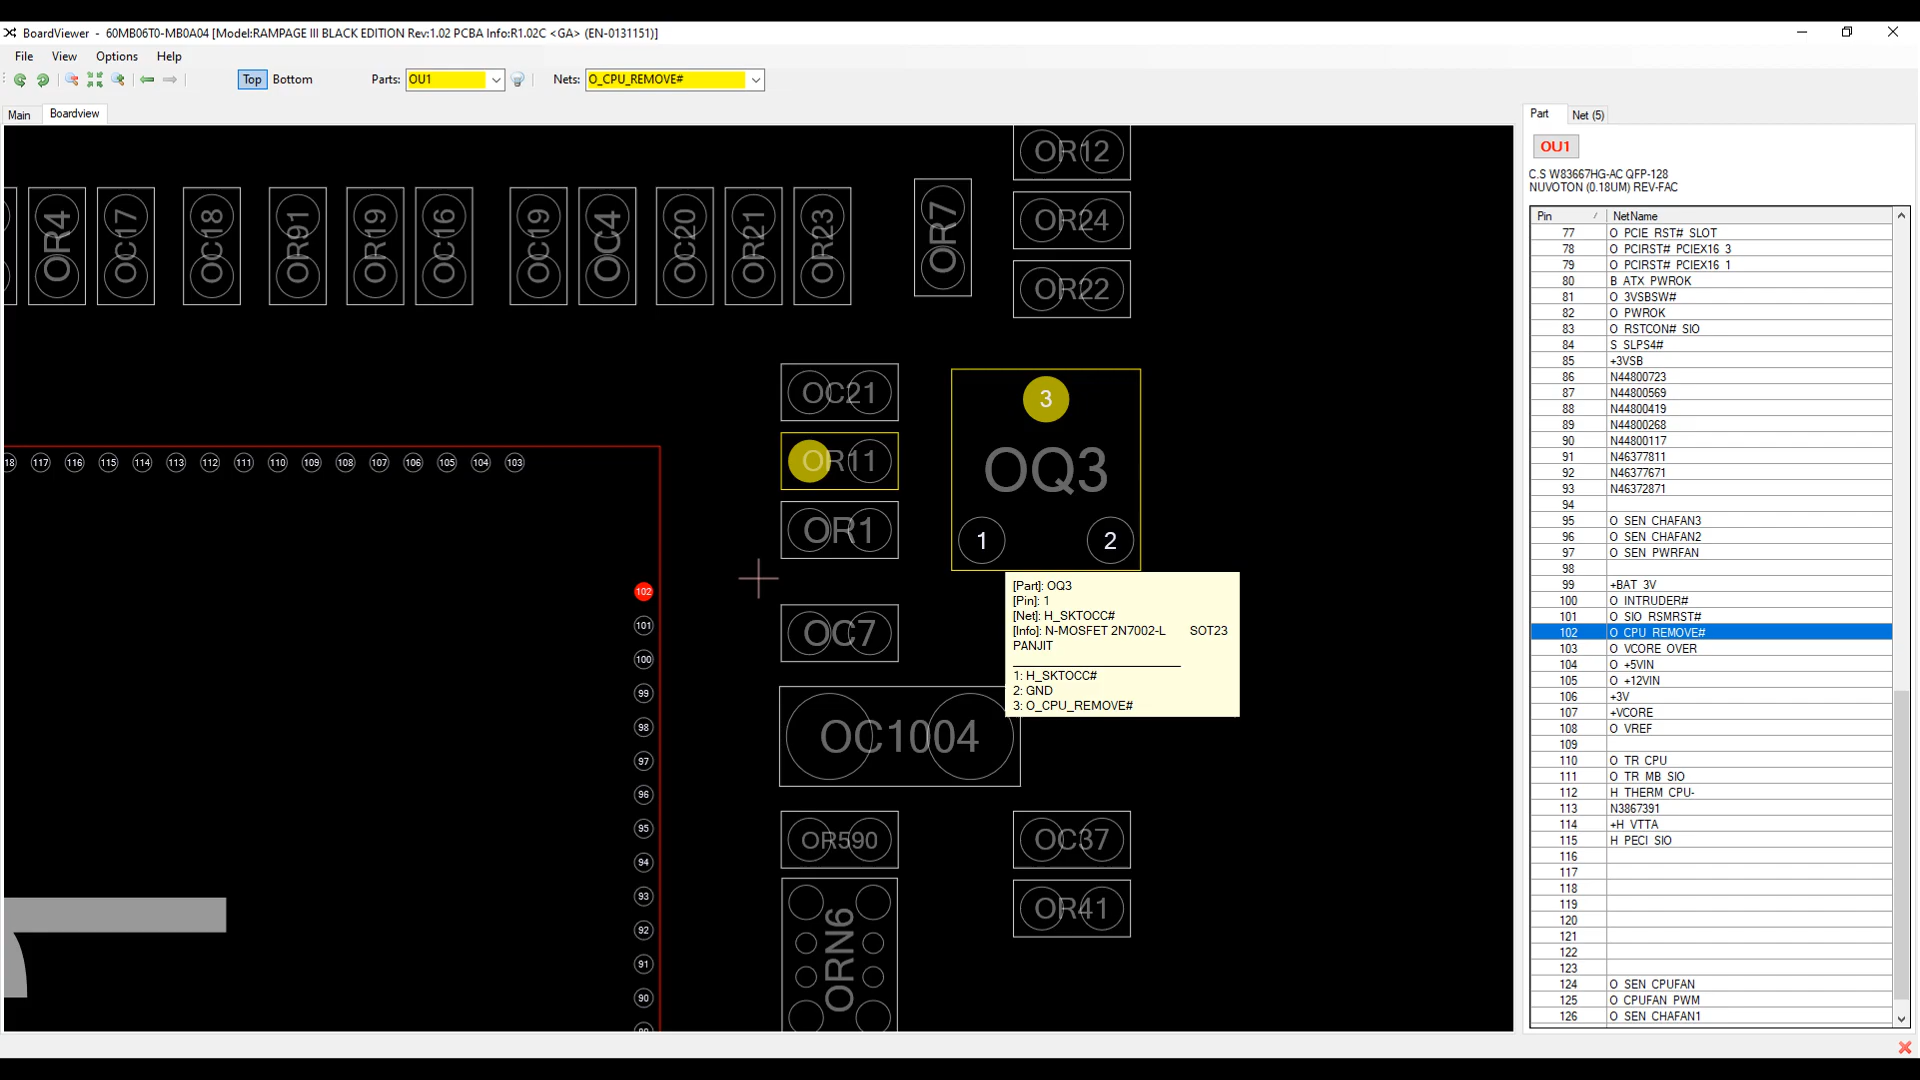 BoardViewer - 60MB06T0-MB0A04 [Model:RAMPAGE III BLACK EDITION Rev:1.02 PCBA Info:R1.02C <GA> (EN-0131151)]
File View Options Help
Top Bottom Parts: OU1 Nets: O_CPU_REMOVE#
Main Boardview
OR12
OR4 OC17 OC18 OR91 OR19 OC16 OC19 OC4 OC20 OR21 OR23 OR7
OR24
OR22
OC21
3
OR11
OQ3
OR1
1 2
18 117 116 115 114 113 112 111 110 109 108 107 106 105 104 103
102
101
100
99
98
97
96
95
94
93
92
91
90
[Part]: OQ3
[Pin]: 1
[Net]: H_SKTOCC#
[Info]: N-MOSFET 2N7002-L SOT23
PANJIT
1: H_SKTOCC#
2: GND
3: O_CPU_REMOVE#
OC7
OC1004
OR590 OC37
OR41
ORN6
Part Net (5)
OU1
C.S W83667HG-AC QFP-128
NUVOTON (0.18UM) REV-FAC
Pin / NetName
77 O PCIE RST# SLOT
78 O PCIRST# PCIEX16 3
79 O PCIRST# PCIEX16 1
80 B ATX PWROK
81 O 3VSBSW#
82 O PWROK
83 O RSTCON# SIO
84 S SLPS4#
85 +3VSB
86 N44800723
87 N44800569
88 N44800419
89 N44800268
90 N44800117
91 N46377811
92 N46377671
93 N46372871
94
95 O SEN CHAFAN3
96 O SEN CHAFAN2
97 O SEN PWRFAN
98
99 +BAT 3V
100 O INTRUDER#
101 O SIO RSMRST#
102 O CPU REMOVE#
103 O VCORE OVER
104 O +5VIN
105 O +12VIN
106 +3V
107 +VCORE
108 O VREF
109
110 O TR CPU
111 O TR MB SIO
112 H THERM CPU-
113 N3867391
114 +H VTTA
115 H PECI SIO
116
117
118
119
120
121
122
123
124 O SEN CPUFAN
125 O CPUFAN PWM
126 O SEN CHAFAN1